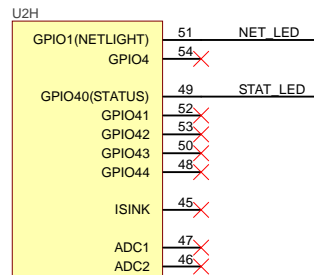 U2H
GPIO1(NETLIGHT) 51 NET_LED
GPIO4 54
GPIO40(STATUS) 49 STAT_LED
GPIO41 52
GPIO42 53
GPIO43 50
GPIO44 48
ISINK 45
ADC1 47
ADC2 46